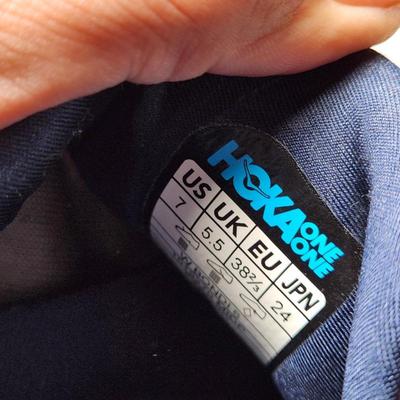 HOKA ONE ONE
US UK EU JPN
7 5.5 38⅔ 24